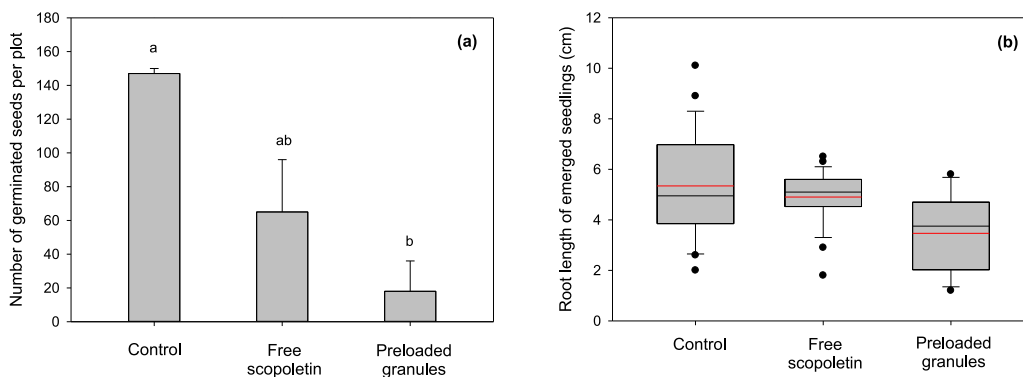 180
160
140
120
100
80
60
40
20
0
Number of germinated seeds per plot
(a)
a
ab
b
Control
Free
scopoletin
Preloaded
granules
12
10
8
6
4
2
0
Root length of emerged seedlings (cm)
(b)
Control
Free
scopoletin
Preloaded
granules